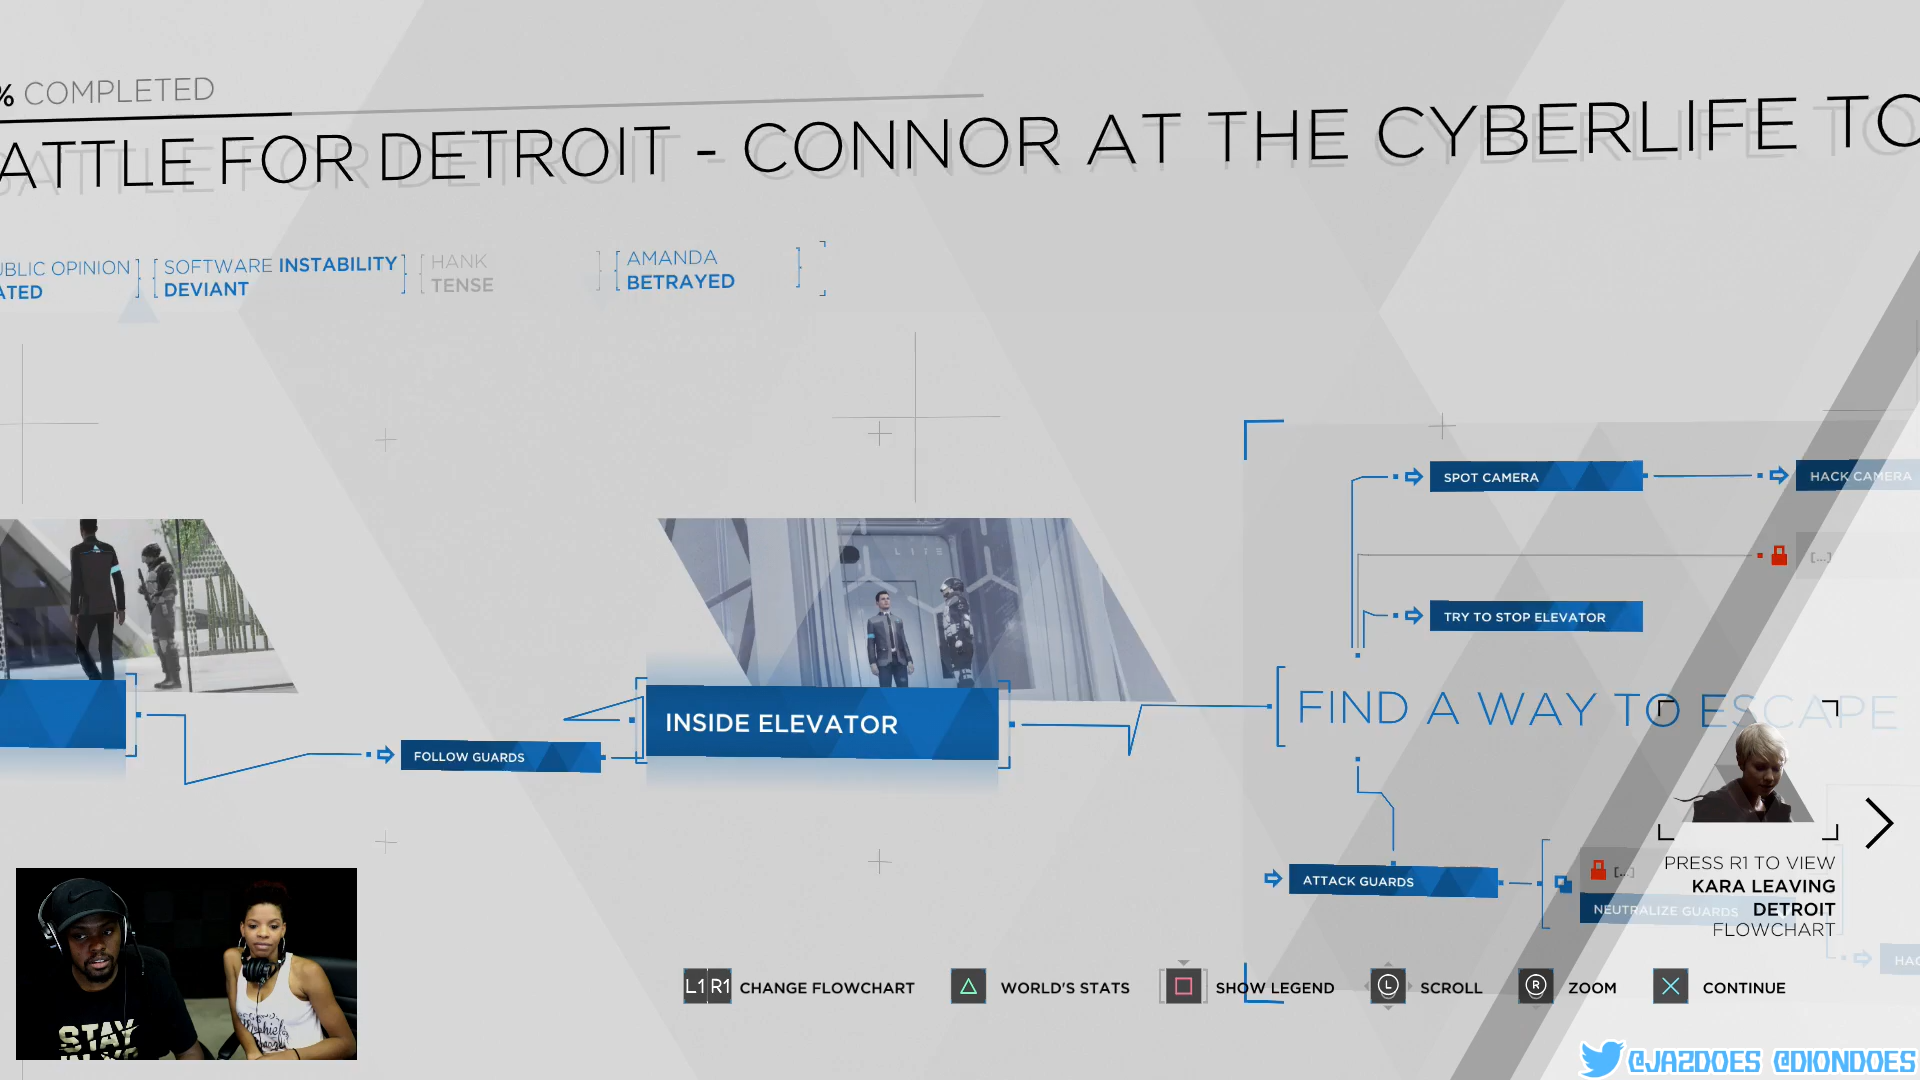 % COMPLETED
ATTLE FOR DETROIT - CONNOR AT THE CYBERLIFE TO
UBLIC OPINION
ATED
SOFTWARE INSTABILITY
DEVIANT
HANK
TENSE
AMANDA
BETRAYED
LIFE
SPOT CAMERA
HACK CAMERA
[...]
TRY TO STOP ELEVATOR
FIND A WAY TO ESCAPE
INSIDE ELEVATOR
FOLLOW GUARDS
ATTACK GUARDS
[...]
NEUTRALIZE GUARDS
HAC
PRESS R1 TO VIEW
KARA LEAVING
DETROIT
FLOWCHART
L1 R1 CHANGE FLOWCHART
WORLD'S STATS
SHOW LEGEND
L SCROLL
R ZOOM
CONTINUE
STAY
@JAZDOES @DIONDOES